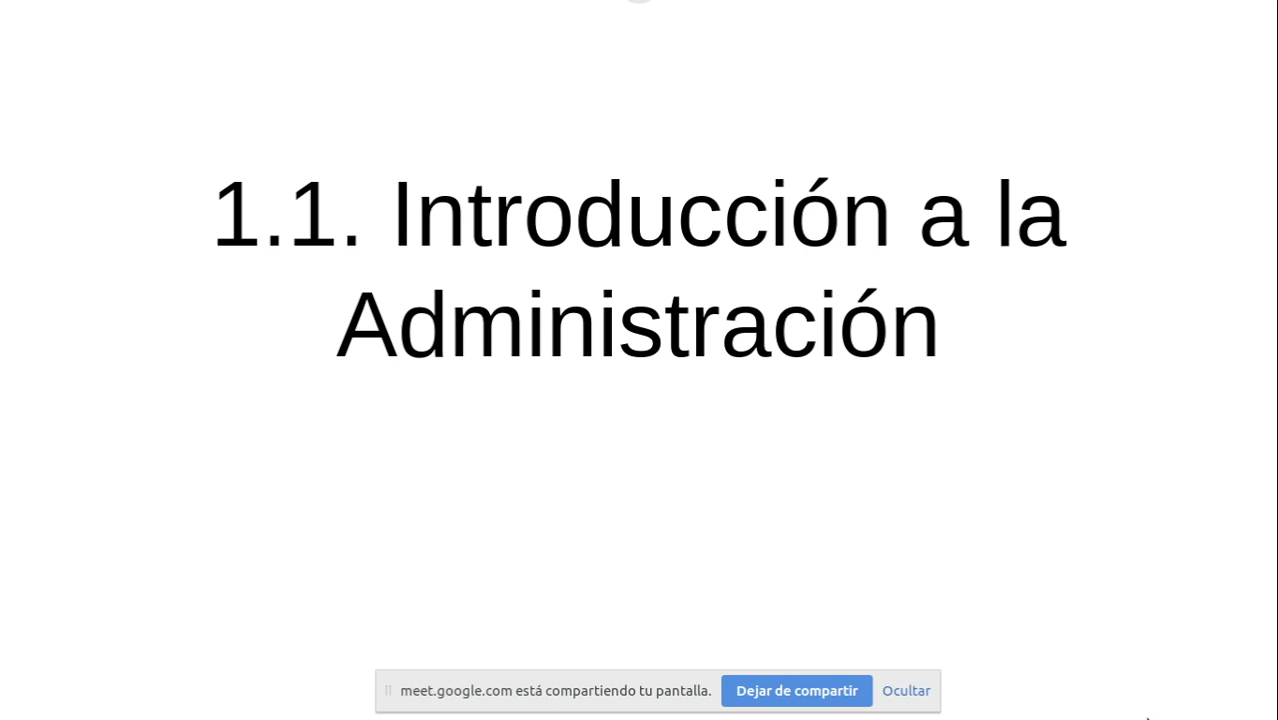 1.1. Introducción a la
Administración
meet.google.com está compartiendo tu pantalla. Dejar de compartir Ocultar